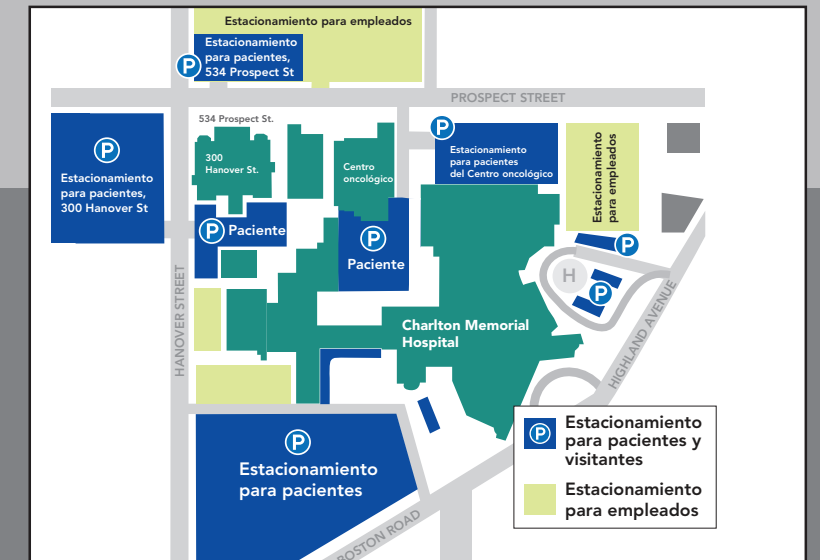 Estacionamiento para empleados
Estacionamiento
para pacientes,
534 Prospect St
P
PROSPECT STREET
534 Prospect St.
P
Estacionamiento
para pacientes,
300 Hanover St
300
Hanover St.
Centro
oncológico
P
Estacionamiento
para pacientes
del Centro oncológico
Estacionamiento
para empleados
P
Paciente
P
Paciente
P
H
P
HANOVER STREET
Charlton Memorial
Hospital
HIGHLAND AVENUE
P
Estacionamiento
para pacientes
BOSTON ROAD
P
Estacionamiento
para pacientes y
visitantes
Estacionamiento
para empleados